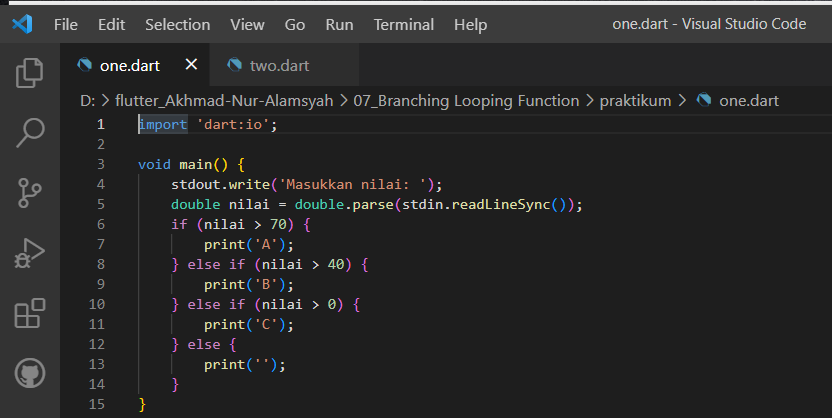 File Edit Selection View Go Run Terminal Help one.dart - Visual Studio Code
one.dart two.dart
D: > flutter_Akhmad-Nur-Alamsyah > 07_Branching Looping Function > praktikum > one.dart
1 import 'dart:io';
2
3 void main() {
4     stdout.write('Masukkan nilai: ');
5     double nilai = double.parse(stdin.readLineSync());
6     if (nilai > 70) {
7         print('A');
8     } else if (nilai > 40) {
9         print('B');
10     } else if (nilai > 0) {
11         print('C');
12     } else {
13         print('');
14     }
15 }